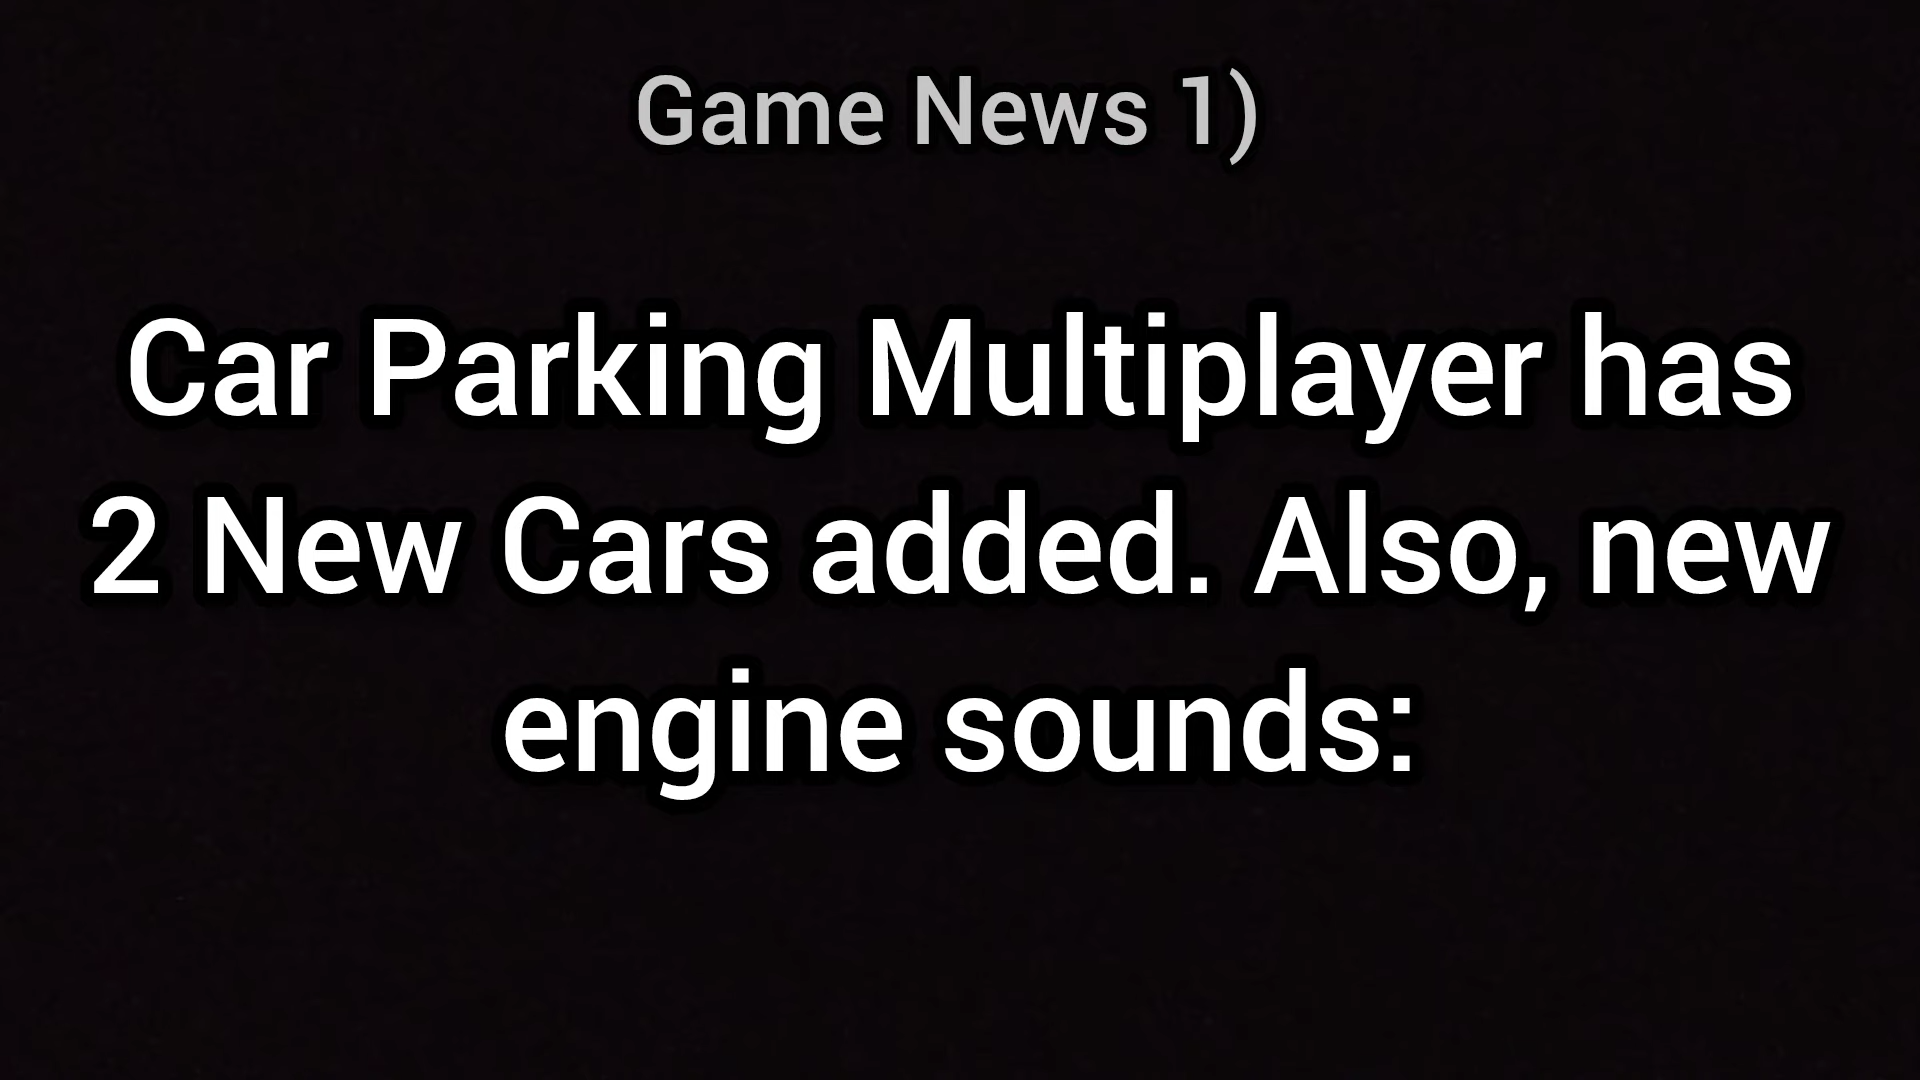 Game News 1)
Car Parking Multiplayer has
2 New Cars added. Also, new
engine sounds: